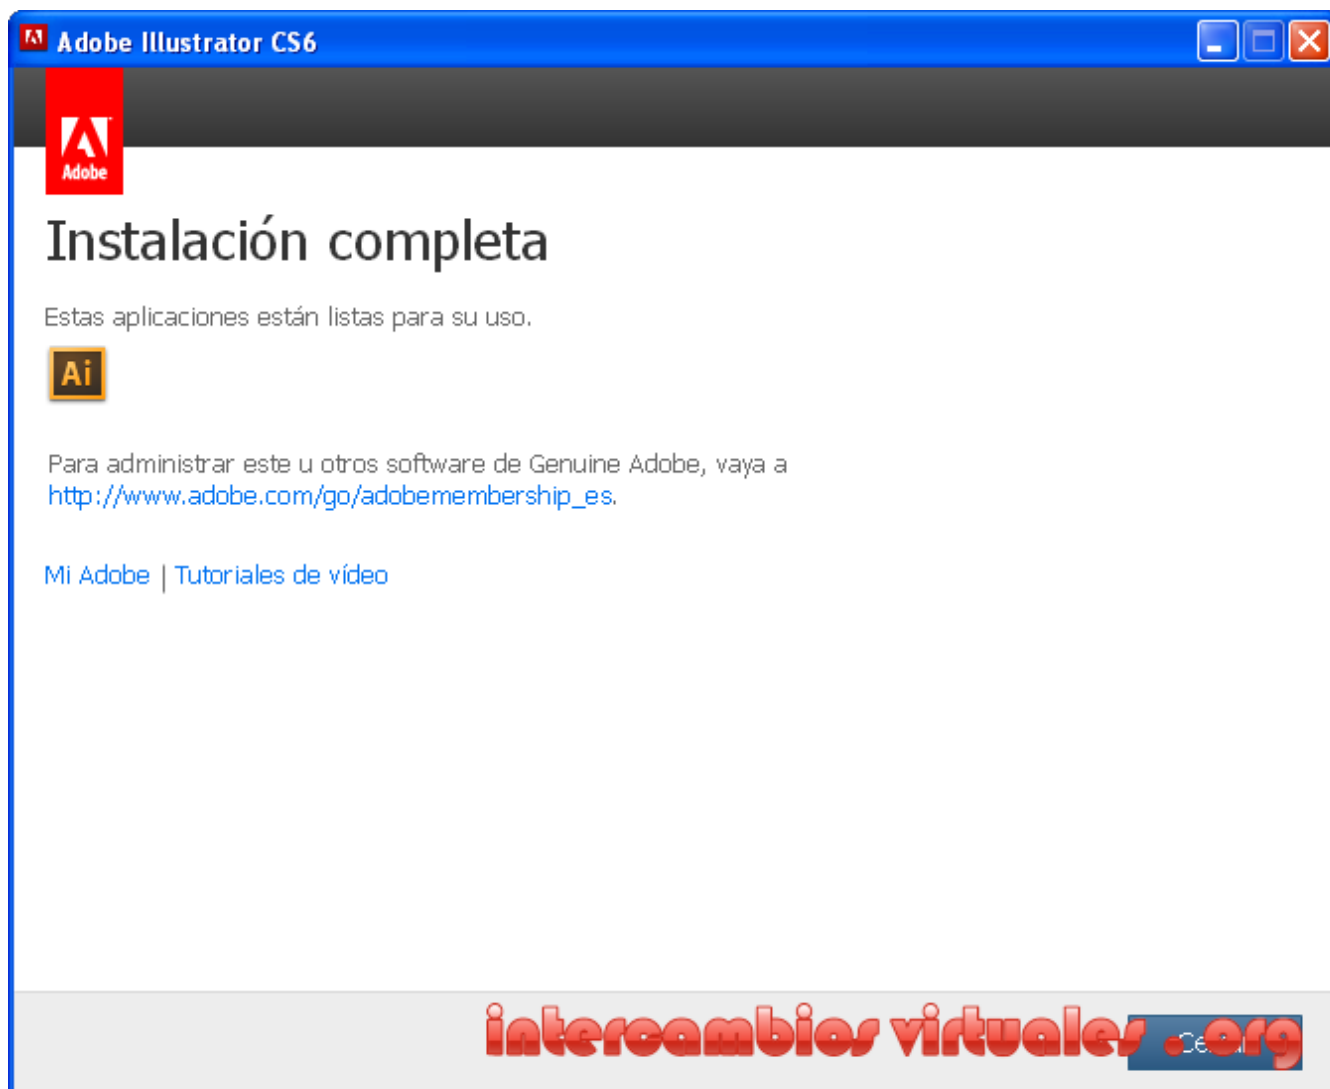 Adobe Illustrator CS6
Adobe
Instalación completa
Estas aplicaciones están listas para su uso.
Ai
Para administrar este u otros software de Genuine Adobe, vaya a
http://www.adobe.com/go/adobemembership_es.
Mi Adobe | Tutoriales de vídeo
intercambios virtuales . org